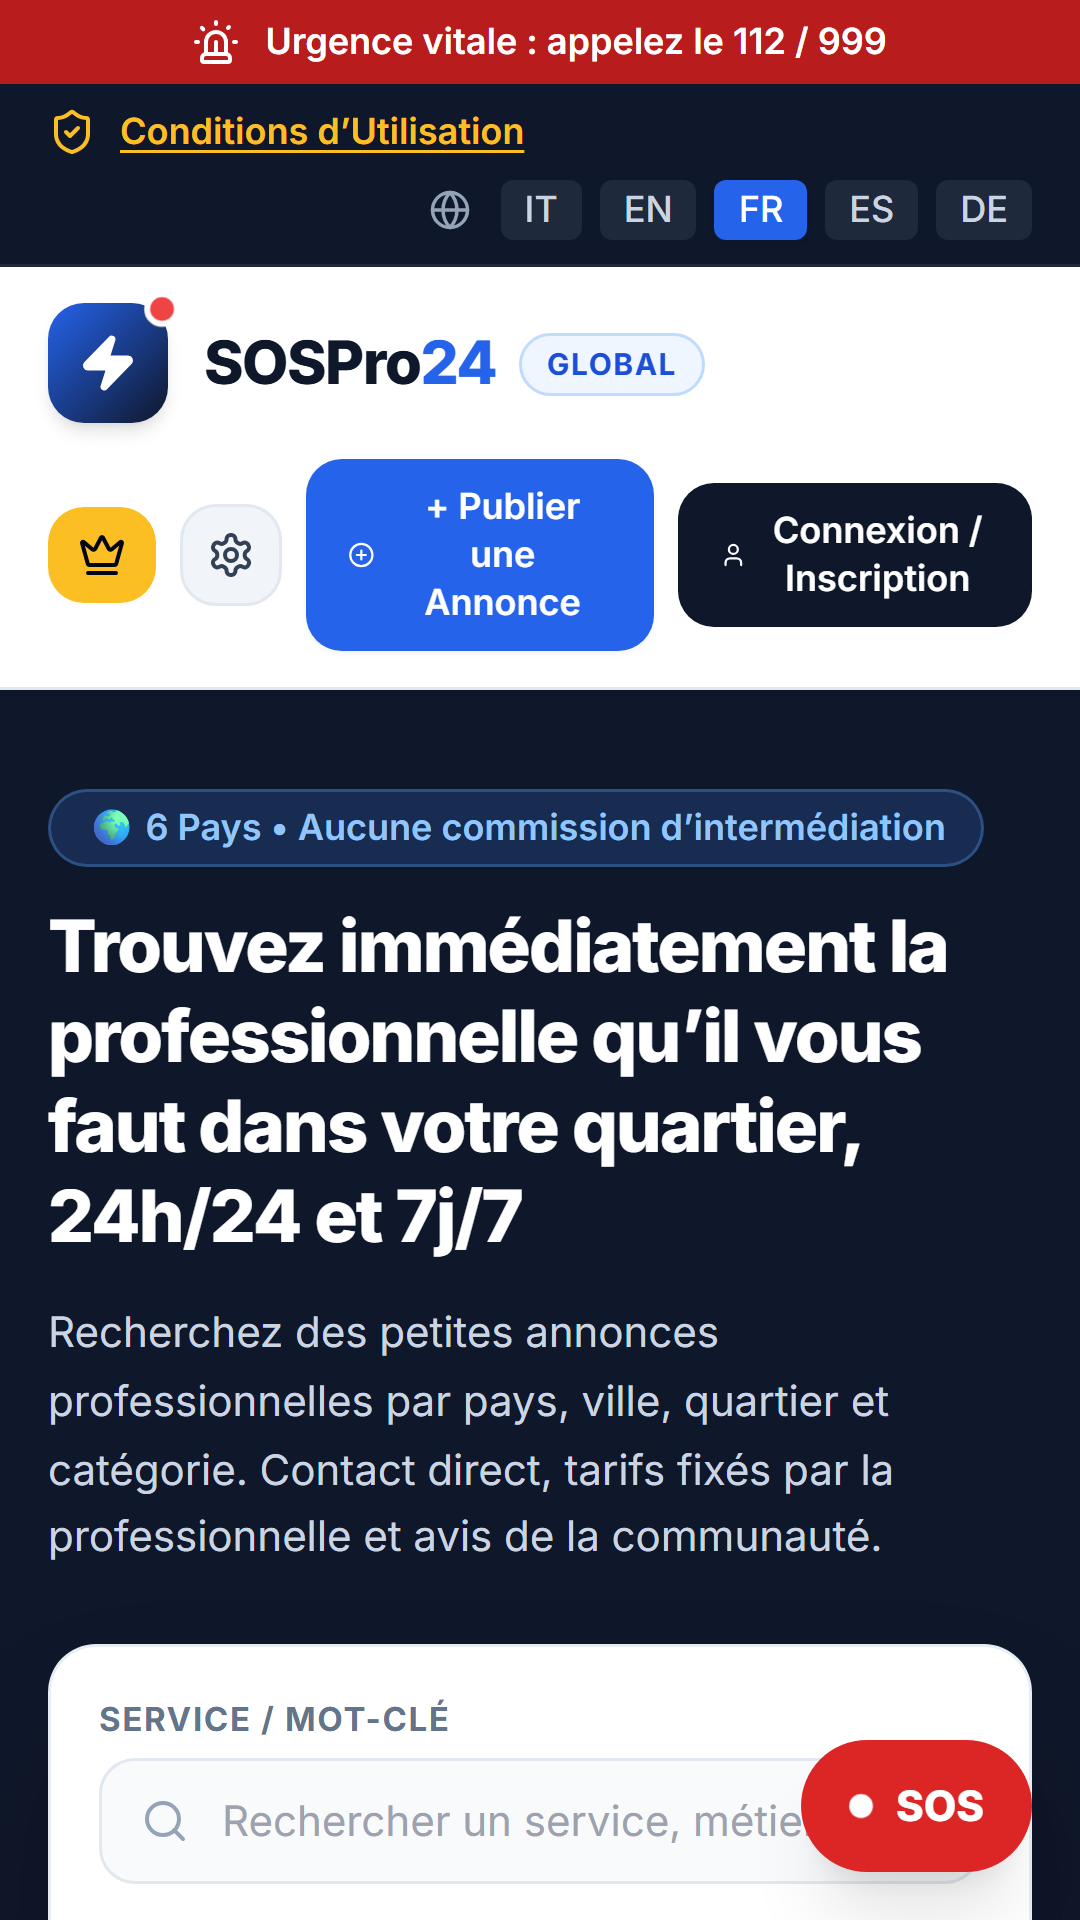 Urgence vitale : appelez le 112 / 999
Conditions d’Utilisation
IT EN FR ES DE
SOSPro24 GLOBAL
+ Publier
une
Annonce
Connexion /
Inscription
6 Pays • Aucune commission d’intermédiation
Trouvez immédiatement la
professionnelle qu’il vous
faut dans votre quartier,
24h/24 et 7j/7
Recherchez des petites annonces
professionnelles par pays, ville, quartier et
catégorie. Contact direct, tarifs fixés par la
professionnelle et avis de la communauté.
SERVICE / MOT-CLÉ
Rechercher un service, métier
SOS